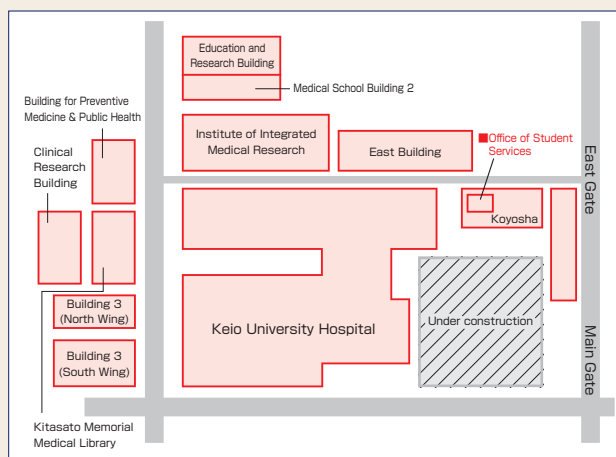 Education and
Research Building
Medical School Building 2
Building for Preventive
Medicine & Public Health
Institute of Integrated
Medical Research
East Building
■Office of Student
Services
Clinical
Research
Building
East Gate
Koyosha
Building 3
(North Wing)
Keio University Hospital
Under construction
Main Gate
Building 3
(South Wing)
Kitasato Memorial
Medical Library